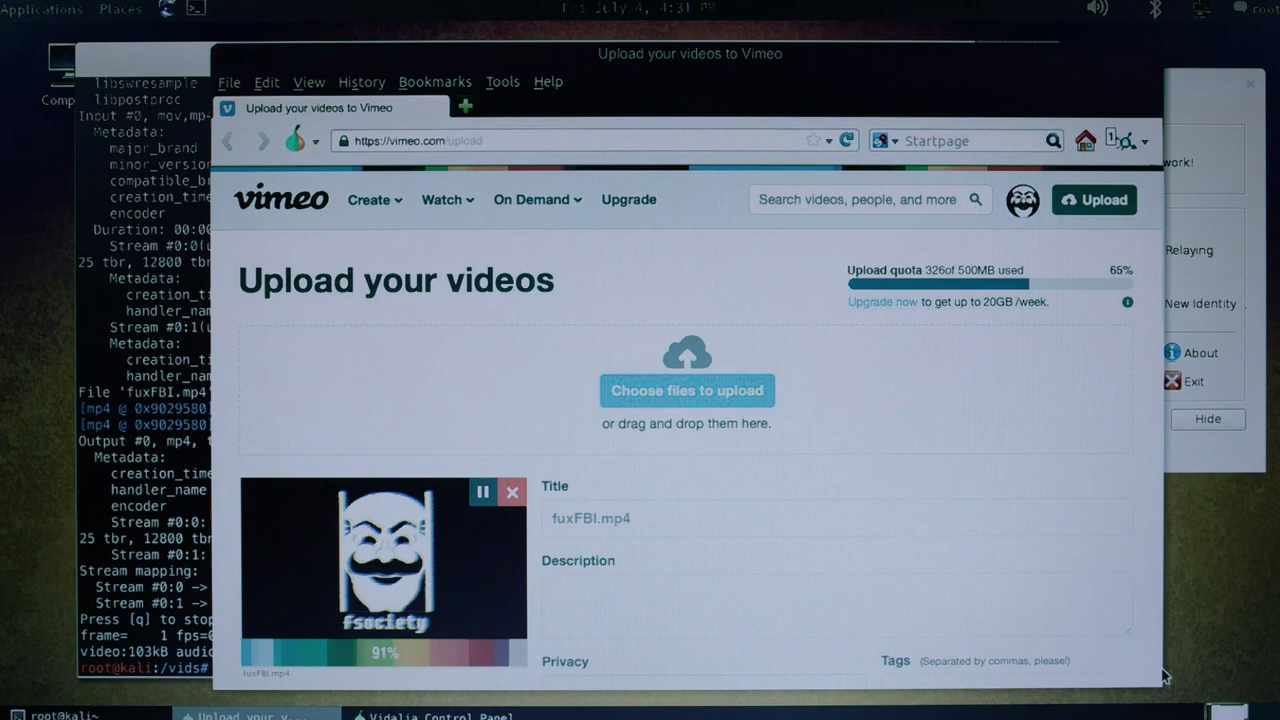 Applications Places
Fri July 4, 4:31 PM
root
Comp
Upload your videos to Vimeo
File Edit View History Bookmarks Tools Help
Upload your videos to Vimeo
https://vimeo.com/upload
Startpage
1
vimeo
Create
Watch
On Demand
Upgrade
Search videos, people, and more
Upload
Upload your videos
Upload quota 326of 500MB used
65%
Upgrade now to get up to 20GB /week.
Choose files to upload
or drag and drop them here.
fsociety
91%
fuxFBI.mp4
Title
fuxFBI.mp4
Description
Privacy
Tags (Separated by commas, please!)
libswresample
libpostproc
Input #0, mov,mp4
Metadata:
major_brand
minor_version
compatible_br
creation_time
encoder
Duration: 00:00
Stream #0:0(u
25 tbr, 12800 tbr
Metadata:
creation_ti
handler_nam
Stream #0:1(u
Metadata:
creation_ti
handler_nam
File 'fuxFBI.mp4'
[mp4 @ 0x9029580]
[mp4 @ 0x9029580]
Output #0, mp4, t
Metadata:
creation_time
handler_name
encoder
Stream #0:0:
25 tbr, 12800 tbr
Stream #0:1:
Stream mapping:
Stream #0:0 ->
Stream #0:1 ->
Press [q] to stop
frame= 1 fps=0
video:103kB audio
root@kali:/vids#
work!
Relaying
New Identity
About
Exit
Hide
root@kali~
Upload your v...
Vidalia Control Panel